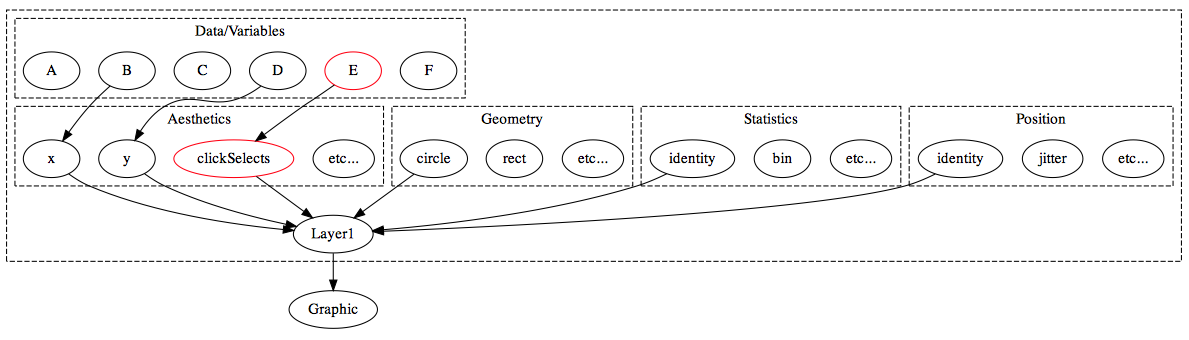 Data/Variables
A B C D E F
Aesthetics Geometry Statistics Position
x y clickSelects etc... circle rect etc... identity bin etc... identity jitter etc...
Layer1
Graphic